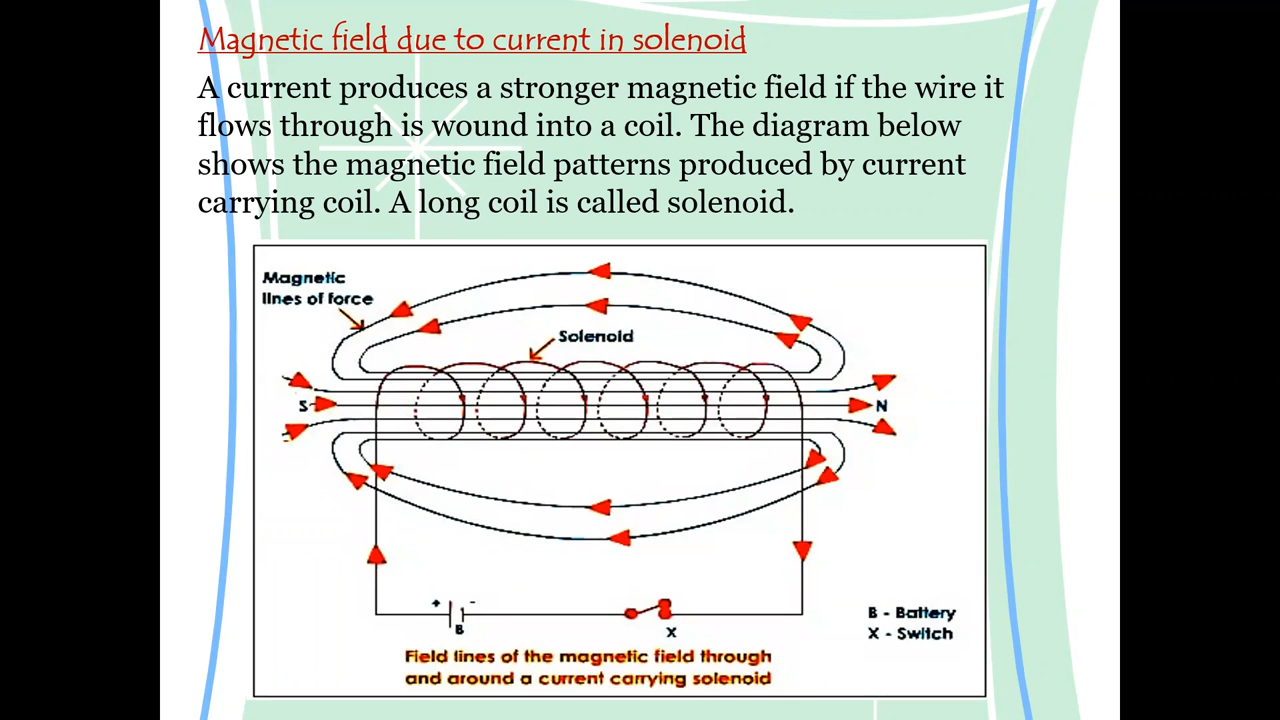 Magnetic field due to current in solenoid
A current produces a stronger magnetic field if the wire it
flows through is wound into a coil. The diagram below
shows the magnetic field patterns produced by current
carrying coil. A long coil is called solenoid.
Magnetic
lines of force
Solenoid
S
N
+ -
B
X
B - Battery
X - Switch
Field lines of the magnetic field through
and around a current carrying solenoid